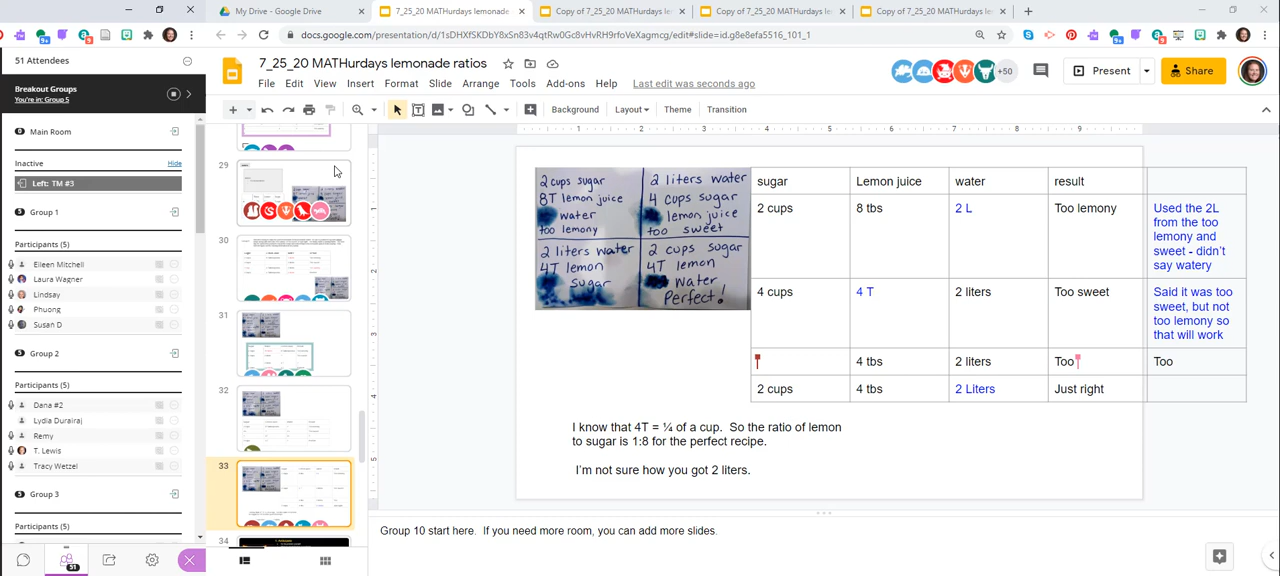 My Drive - Google Drive
7_25_20 MATHurdays lemonade
Copy of 7_25_20 MATHurdays l
Copy of 7_25_20 MATHurdays le
Copy of 7_25_20 MATHurdays le
docs.google.com/presentation/d/1sDHXfSKDbY8xSn83v4qtRw0Gc8vHvRH9rfoVeXagmcg/edit#slide=id.g8e8efa5516_101_1
51 Attendees
Breakout Groups
You're in: Group 5
Main Room
Inactive
Hide
Left: TM #3
Group 1
Participants (5)
Eileen Mitchell
Laura Wagner
Lindsay
Phuong
Susan D
Group 2
Participants (5)
Dana #2
Lydia Durairaj
Remy
T. Lewis
Tracy Wetzel
Group 3
Participants (5)
51
7_25_20 MATHurdays lemonade ratios
File Edit View Insert Format Slide Arrange Tools Add-ons Help
Last edit was seconds ago
+50
Present
Share
Background Layout Theme Transition
1 2 3 4 5 6 7 8 9
29
30
31
32
33
34
2 cups sugar
8T lemon juice
water
too lemony
2 liters water
4 cups sugar
lemon juice
too sweet
2 liters water
4T lemon
sugar
2 cups sugar
4T lemon
water
Perfect!
sugar Lemon juice water result
2 cups 8 tbs 2 L Too lemony
Used the 2L
from the too
lemony and
sweet - didn't
say watery
4 cups 4 T 2 liters Too sweet
Said it was too
sweet, but not
too lemony so
that will work
4 tbs 2 liters Too Too
2 cups 4 tbs 2 Liters Just right
I know that 4T = ¼ of a cup. So the ratio of lemon
to sugar is 1:8 for the perfect recipe.
I'm not sure how you got 2 liters.
Group 10 start here. If you need more room, you can add more slides.